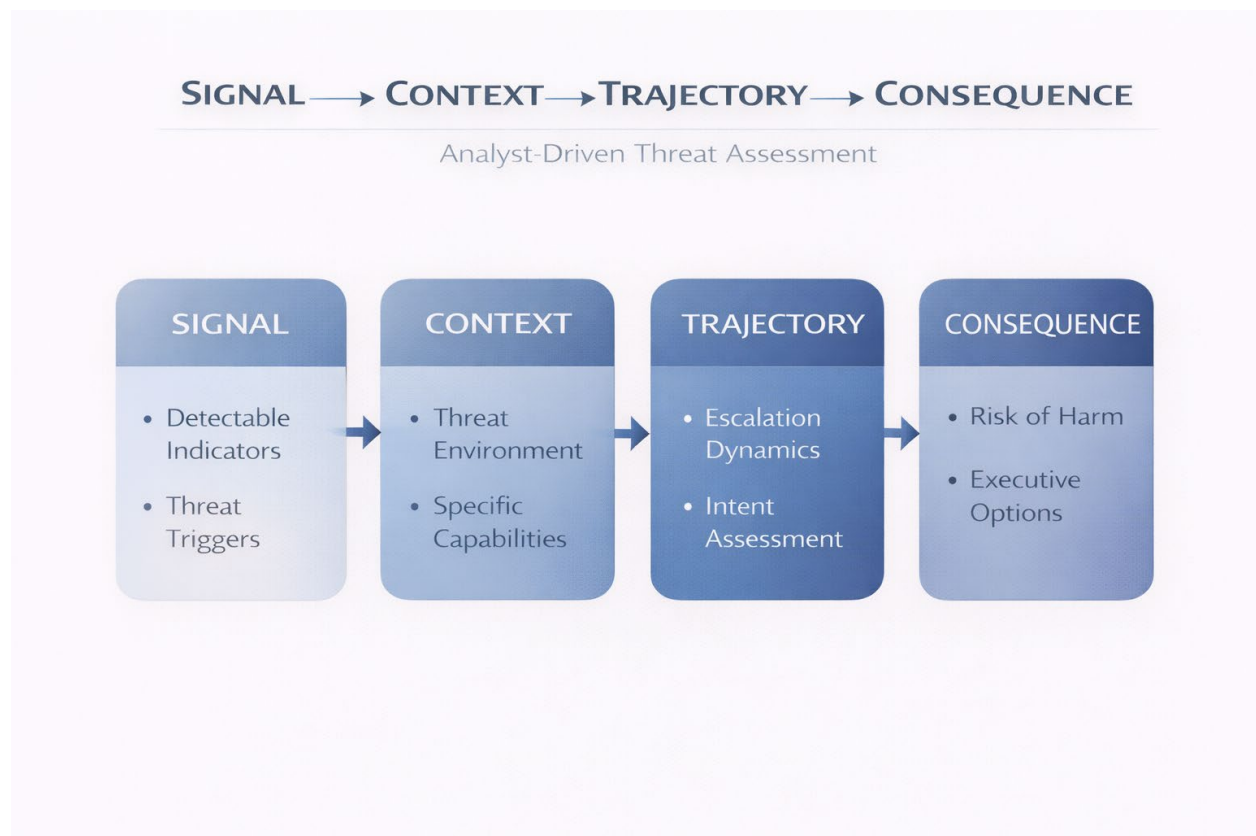 SIGNAL → CONTEXT → TRAJECTORY → CONSEQUENCE
Analyst-Driven Threat Assessment
SIGNAL
• Detectable
Indicators
• Threat
Triggers
CONTEXT
• Threat
Environment
• Specific
Capabilities
TRAJECTORY
• Escalation
Dynamics
• Intent
Assessment
CONSEQUENCE
• Risk of Harm
• Executive
Options